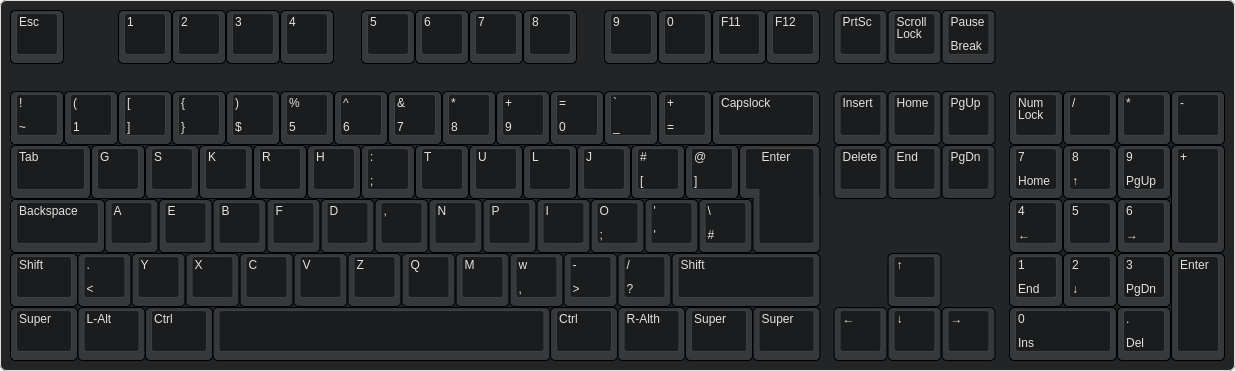 Esc 1 2 3 4 5 6 7 8 9 0 F11 F12 PrtSc Scroll Pause
Lock
Break
! ( [ { ) % ^ & * + = ` + Capslock Insert Home PgUp Num / * -
Lock
~ 1 ] } $ 5 6 7 8 9 0 _ =
Tab G S K R H : T U L J # @ Enter Delete End PgDn 7 8 9 +
; [ ] Home ↑ PgUp
Backspace A E B F D , N P I O ' \ 4 5 6
; ' # ← →
Shift . Y X C V Z Q M w - / Shift ↑ 1 2 3 Enter
< , > ? End ↓ PgDn
Super L-Alt Ctrl Ctrl R-Alth Super Super ← ↓ → 0 .
Ins Del